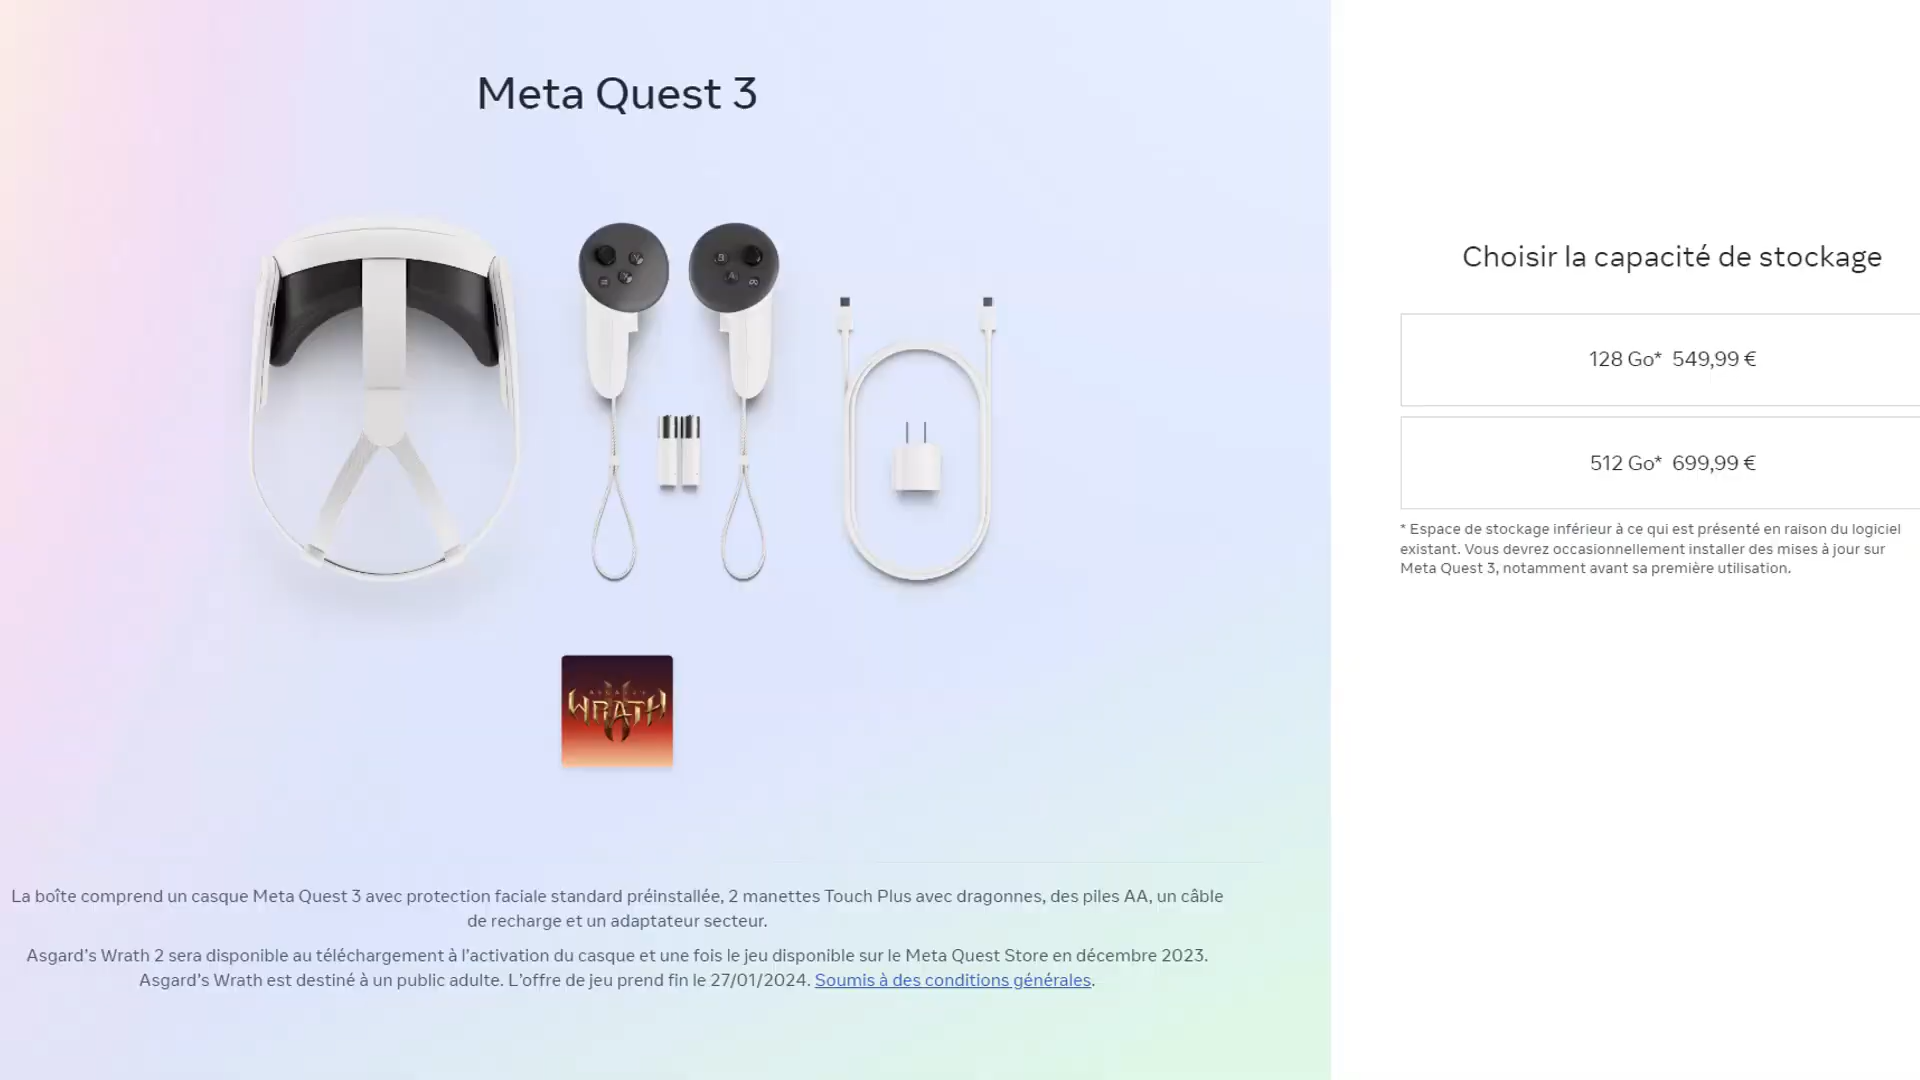 Meta Quest 3
ASGARD'S
WRATH
Choisir la capacité de stockage
128 Go* 549,99 €
512 Go* 699,99 €
* Espace de stockage inférieur à ce qui est présenté en raison du logiciel
existant. Vous devrez occasionnellement installer des mises à jour sur
Meta Quest 3, notamment avant sa première utilisation.
La boîte comprend un casque Meta Quest 3 avec protection faciale standard préinstallée, 2 manettes Touch Plus avec dragonnes, des piles AA, un câble
de recharge et un adaptateur secteur.
Asgard’s Wrath 2 sera disponible au téléchargement à l’activation du casque et une fois le jeu disponible sur le Meta Quest Store en décembre 2023.
Asgard’s Wrath est destiné à un public adulte. L’offre de jeu prend fin le 27/01/2024. Soumis à des conditions générales.